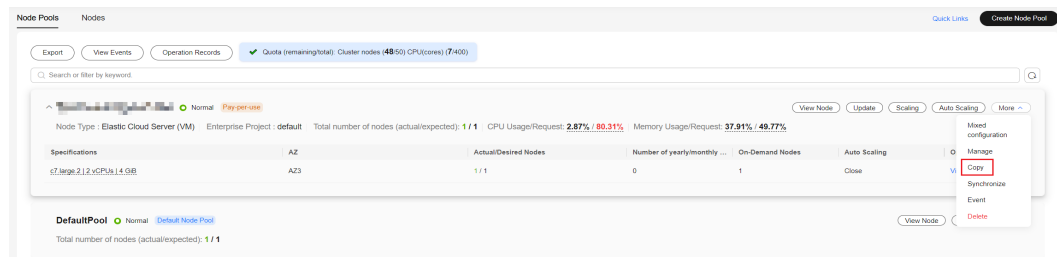 Node Pools Nodes Quick Links Create Node Pool
Export View Events Operation Records Quota (remaining/total): Cluster nodes (48/50) CPU(cores) (7/400)
Search or filter by keyword.
Normal Pay-per-use View Node Update Scaling Auto Scaling More
Node Type : Elastic Cloud Server (VM) Enterprise Project : default Total number of nodes (actual/expected): 1 / 1 CPU Usage/Request: 2.87% / 80.31% Memory Usage/Request: 37.91% / 49.77%
Mixed
configuration
Specifications AZ Actual/Desired Nodes Number of yearly/monthly ... On-Demand Nodes Auto Scaling O
Manage
c7.large.2 | 2 vCPUs | 4 GiB AZ3 1 / 1 0 1 Close Vi
Copy
Synchronize
Event
Delete
DefaultPool Normal Default Node Pool View Node
Total number of nodes (actual/expected): 1 / 1